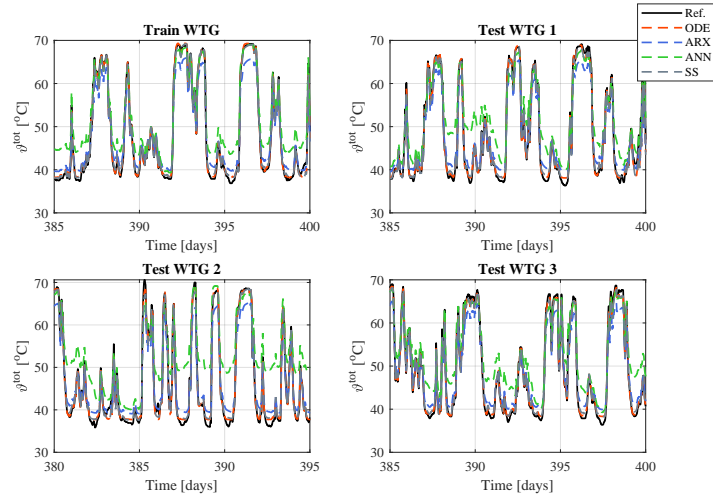 Train WTG
70
60
50
40
30
385
390
395
400
ϑ^tot [°C]
Time [days]
Test WTG 1
70
60
50
40
30
385
390
395
400
ϑ^tot [°C]
Time [days]
Ref.
ODE
ARX
ANN
SS
Test WTG 2
70
60
50
40
30
380
385
390
395
ϑ^tot [°C]
Time [days]
Test WTG 3
70
60
50
40
30
385
390
395
400
ϑ^tot [°C]
Time [days]